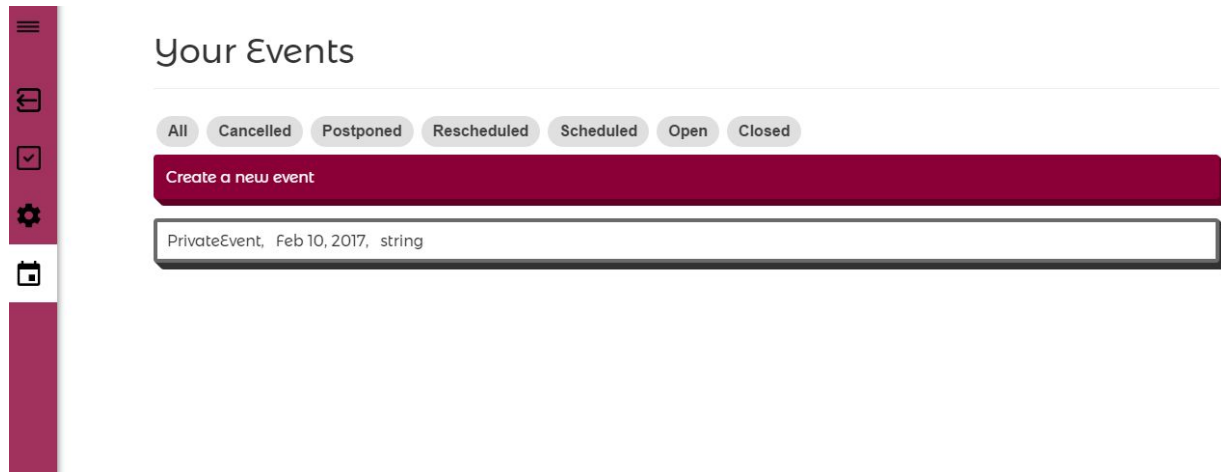 Your Events
All Cancelled Postponed Rescheduled Scheduled Open Closed
Create a new event
PrivateEvent, Feb 10, 2017, string